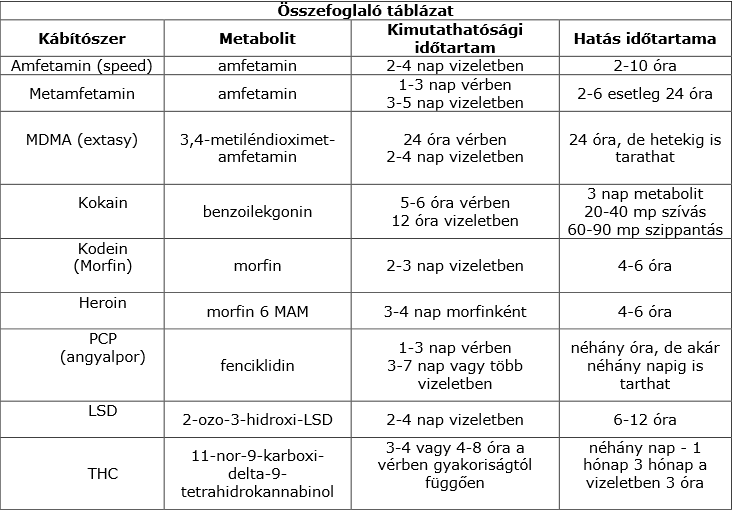 Összefoglaló táblázat
Kábítószer
Metabolit
Kimutathatósági
időtartam
Hatás időtartama
Amfetamin (speed)
amfetamin
2-4 nap vizeletben
2-10 óra
Metamfetamin
amfetamin
1-3 nap vérben
3-5 nap vizeletben
2-6 esetleg 24 óra
MDMA (extasy)
3,4-metiléndioximet-
amfetamin
24 óra vérben
2-4 nap vizeletben
24 óra, de hetekig is
tarathat
Kokain
benzoilekgonin
5-6 óra vérben
12 óra vizeletben
3 nap metabolit
20-40 mp szívás
60-90 mp szippantás
Kodein
(Morfin)
morfin
2-3 nap vizeletben
4-6 óra
Heroin
morfin 6 MAM
3-4 nap morfinként
4-6 óra
PCP
(angyalpor)
fenciklidin
1-3 nap vérben
3-7 nap vagy több
vizeletben
néhány óra, de akár
néhány napig is
tarthat
LSD
2-ozo-3-hidroxi-LSD
2-4 nap vizeletben
6-12 óra
THC
11-nor-9-karboxi-
delta-9-
tetrahidrokannabinol
3-4 vagy 4-8 óra a
vérben gyakoriságtól
függően
néhány nap - 1
hónap 3 hónap a
vizeletben 3 óra